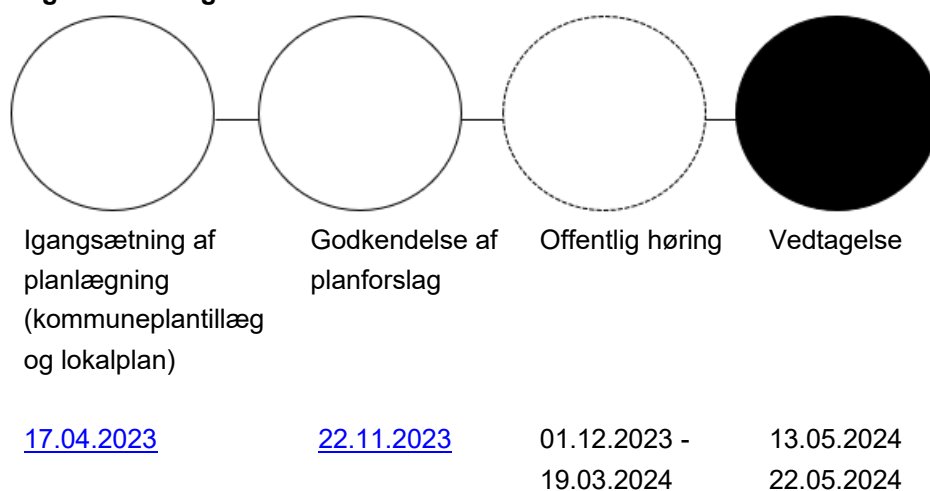 Igangsætning af
planlægning
(kommuneplantillæg
og lokalplan)
Godkendelse af
planforslag
Offentlig høring
Vedtagelse
17.04.2023
22.11.2023
01.12.2023 -
19.03.2024
13.05.2024
22.05.2024